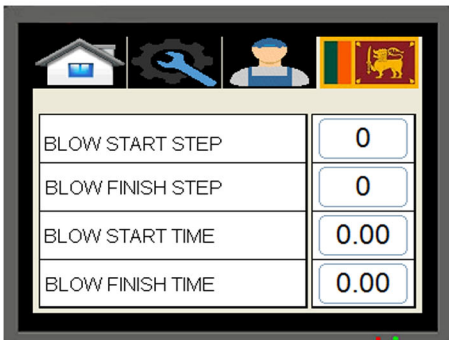 BLOW START STEP 0
BLOW FINISH STEP 0
BLOW START TIME 0.00
BLOW FINISH TIME 0.00